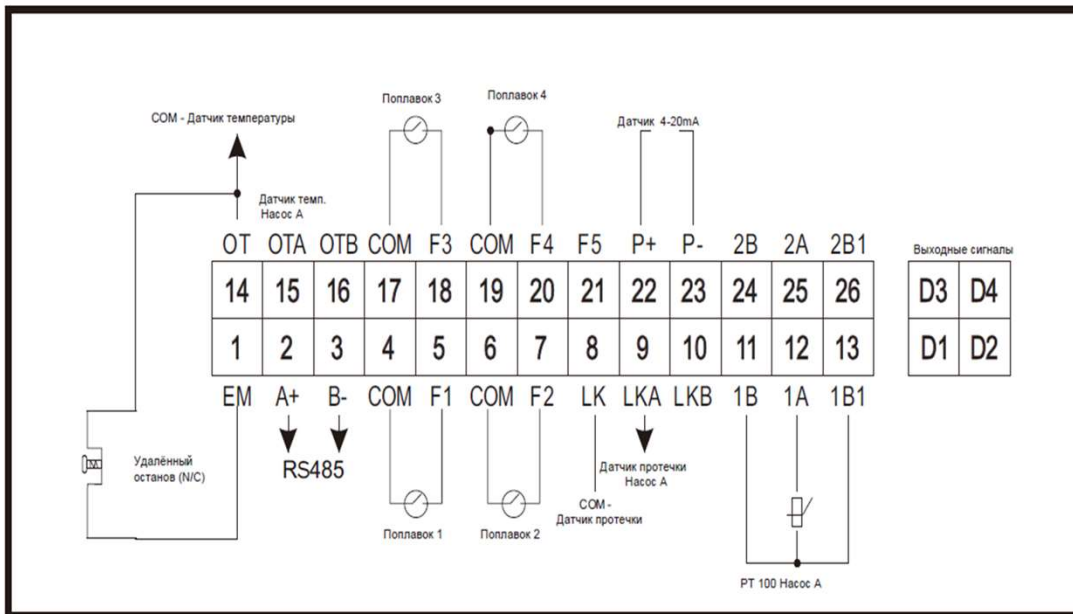 Поплавок 3
Поплавок 4
COM - Датчик температуры
Датчик 4-20mA
Датчик темп.
Насос А
OT OTA OTB COM F3 COM F4 F5 P+ P- 2B 2A 2B1
Выходные сигналы
14 15 16 17 18 19 20 21 22 23 24 25 26
D3 D4
1 2 3 4 5 6 7 8 9 10 11 12 13
D1 D2
EM A+ B- COM F1 COM F2 LK LKA LKB 1B 1A 1B1
Удалённый
останов (N/C)
RS485
Датчик протечки
Насос А
COM -
Датчик протечки
Поплавок 1
Поплавок 2
PT 100 Насос А